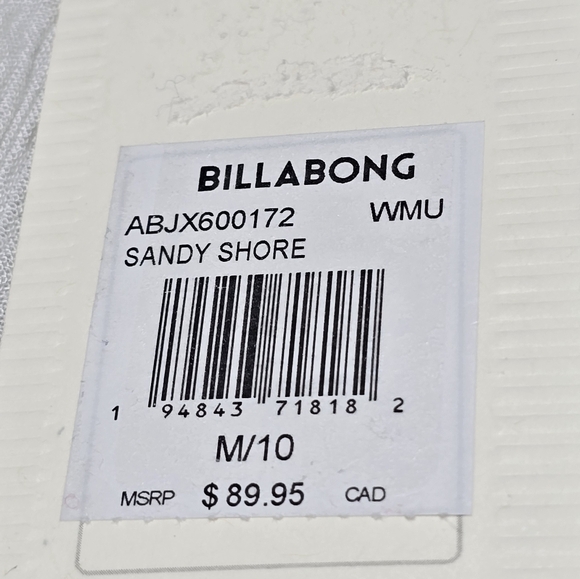 BILLABONG
ABJX600172 WMU
SANDY SHORE
1 94843 71818 2
M/10
MSRP $ 89.95 CAD